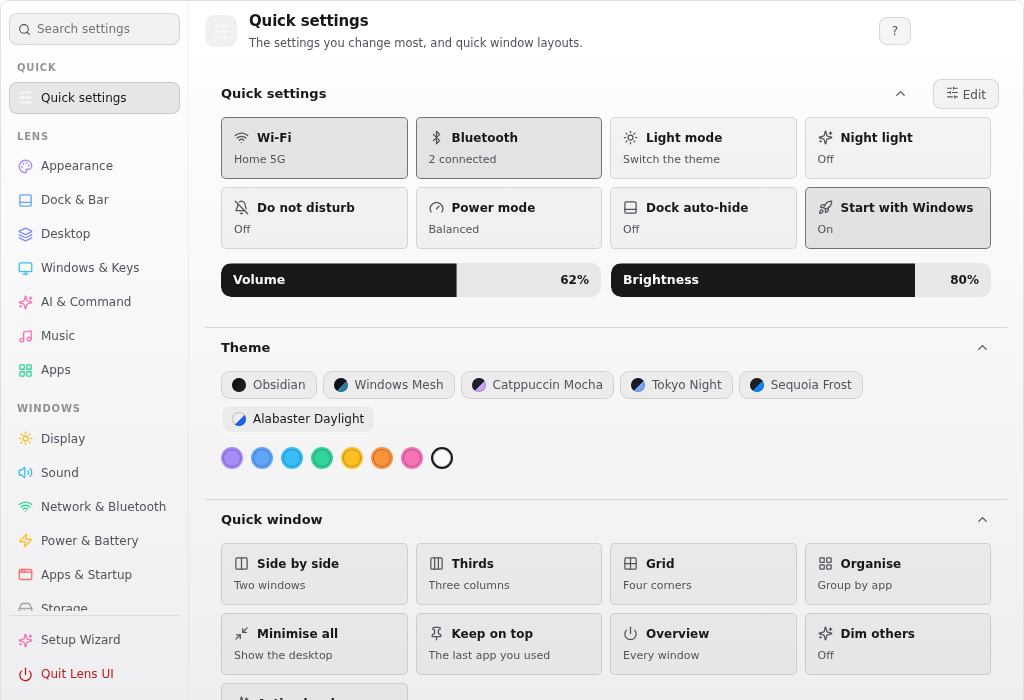 Search settings
QUICK
Quick settings
LENS
Appearance
Dock & Bar
Desktop
Windows & Keys
AI & Command
Music
Apps
WINDOWS
Display
Sound
Network & Bluetooth
Power & Battery
Apps & Startup
Storage
Setup Wizard
Quit Lens UI
Quick settings
The settings you change most, and quick window layouts.
?
Quick settings
Edit
Wi-Fi
Home 5G
Bluetooth
2 connected
Light mode
Switch the theme
Night light
Off
Do not disturb
Off
Power mode
Balanced
Dock auto-hide
Off
Start with Windows
On
Volume 62%
Brightness 80%
Theme
Obsidian
Windows Mesh
Catppuccin Mocha
Tokyo Night
Sequoia Frost
Alabaster Daylight
Quick window
Side by side
Two windows
Thirds
Three columns
Grid
Four corners
Organise
Group by app
Minimise all
Show the desktop
Keep on top
The last app you used
Overview
Every window
Dim others
Off